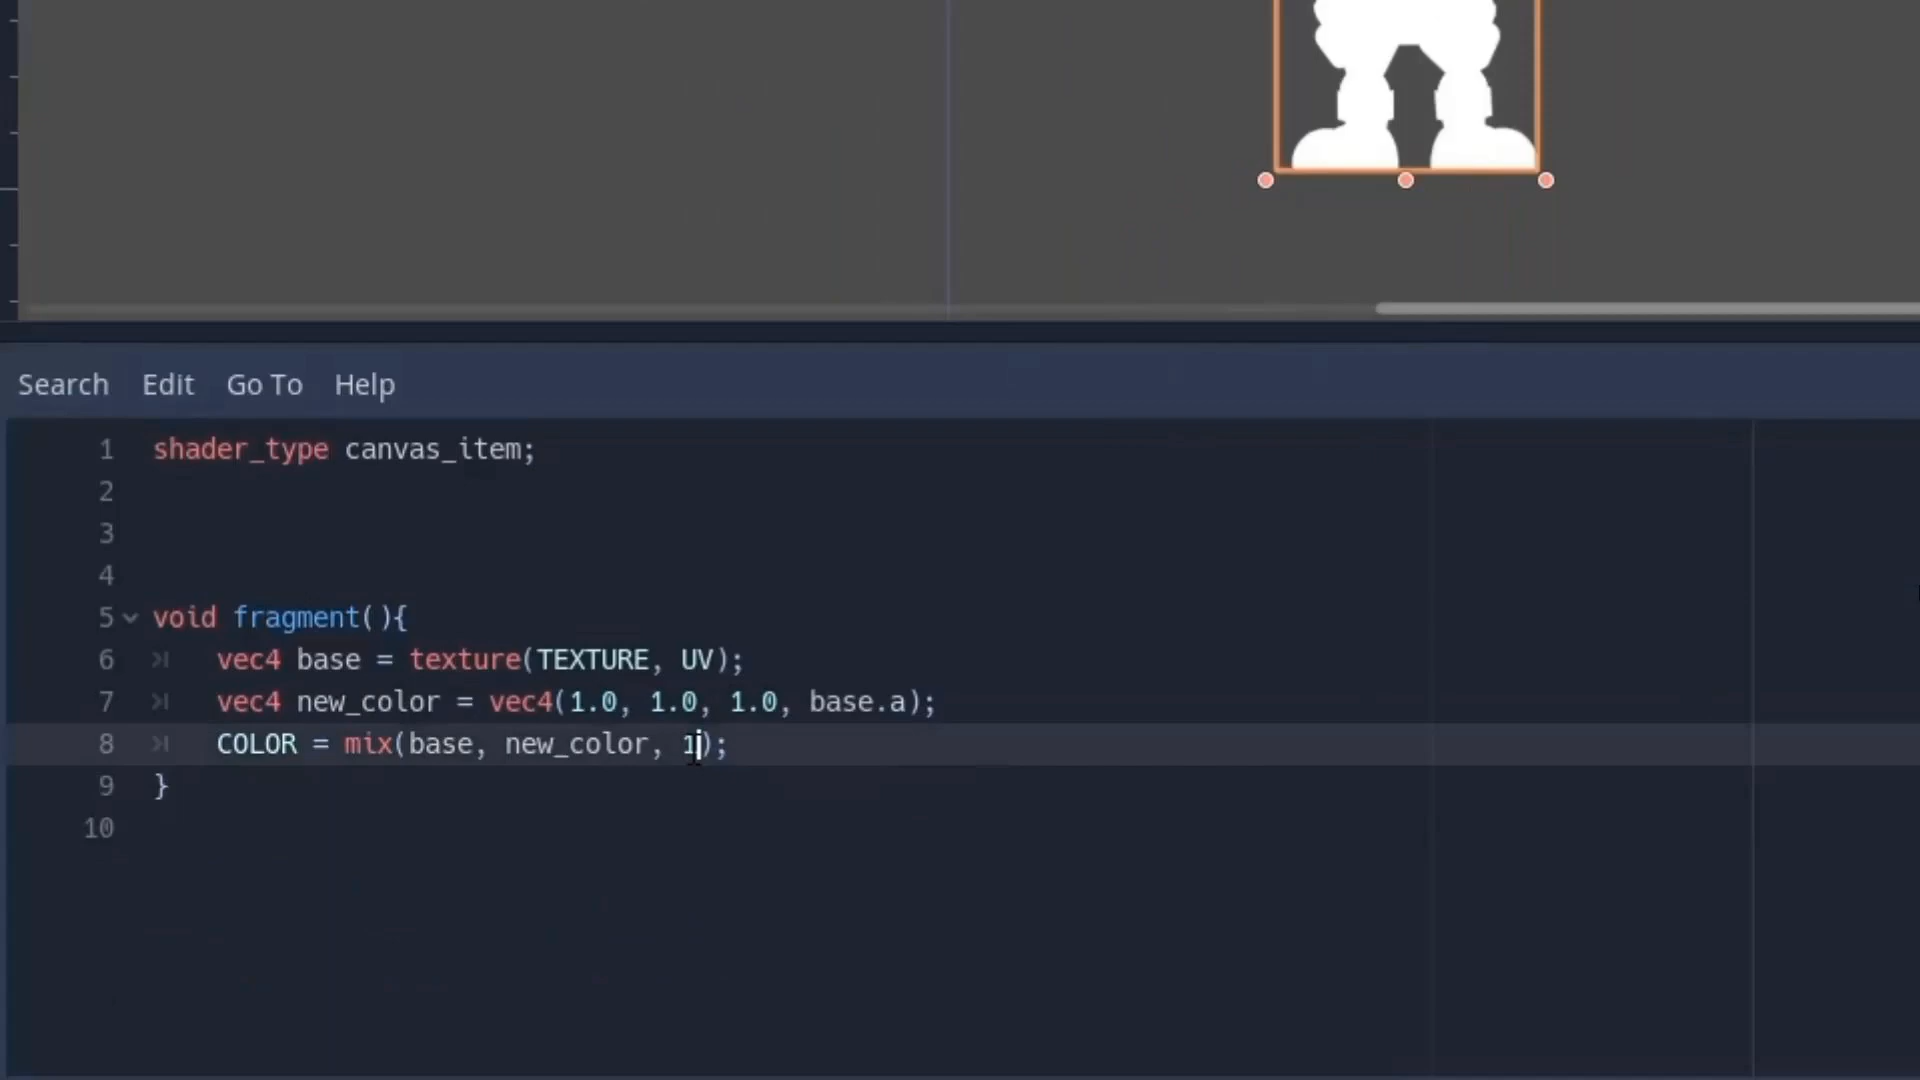 Search Edit Go To Help
1 shader_type canvas_item;
2
3
4
5 void fragment(){
6 vec4 base = texture(TEXTURE, UV);
7 vec4 new_color = vec4(1.0, 1.0, 1.0, base.a);
8 COLOR = mix(base, new_color, 1);
9 }
10